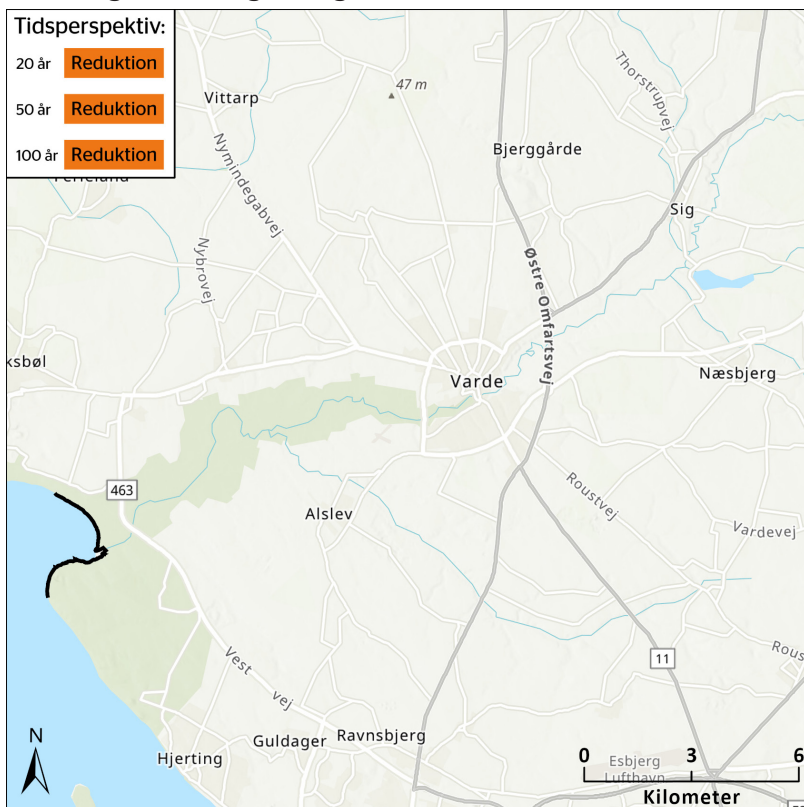 Tidsperspektiv:
20 år Reduktion
50 år Reduktion
100 år Reduktion
47 m
Vittarp
Thorstrupvej
Bjerggårde
Nymindegabvej
Sig
Nybrovej
Østre Omfartsvej
ksbøl
Varde
Næsbjerg
463
Roustvej
Alslev
Vardevej
Rous
11
Vest vej
Ravnsbjerg
Guldager
Hjerting
N
0 3 6
Esbjerg
Lufthavn
Kilometer